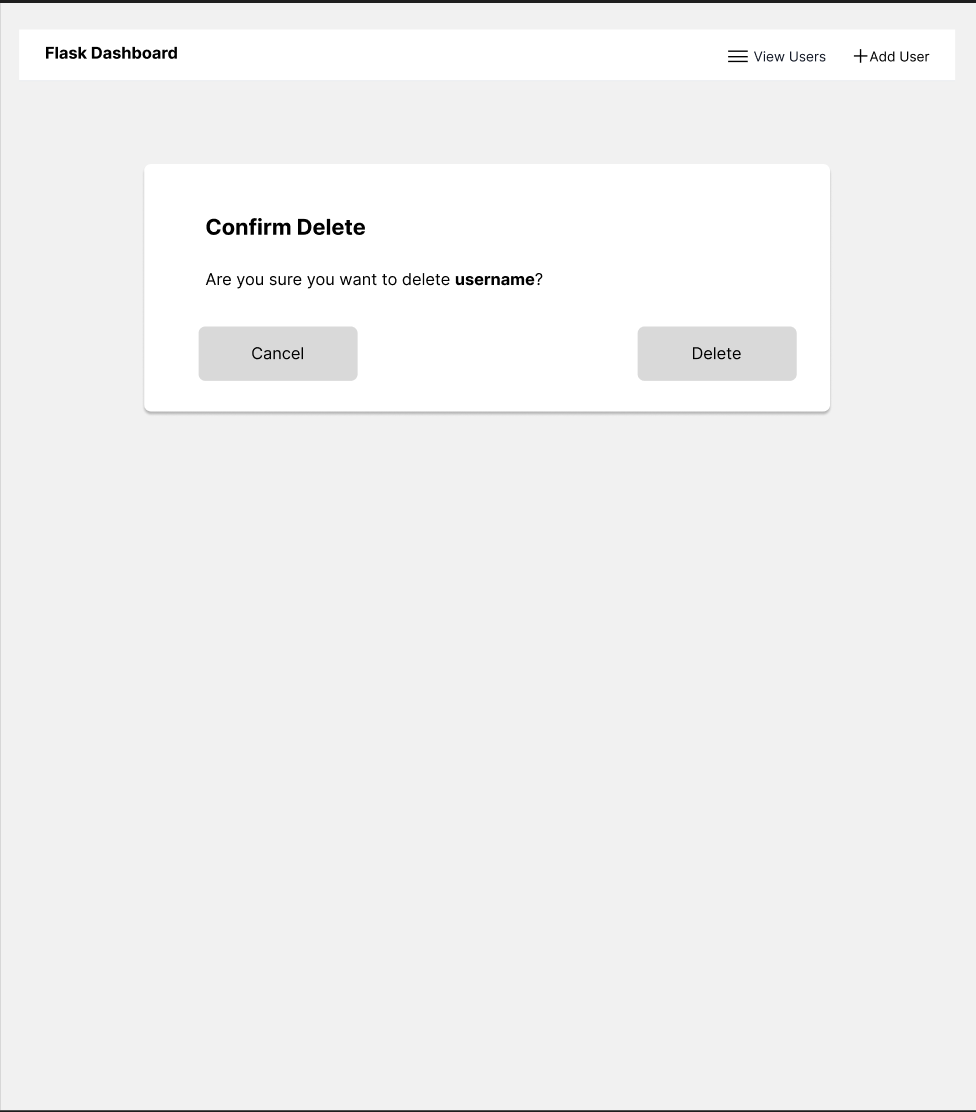 Flask Dashboard
View Users
Add User
Confirm Delete
Are you sure you want to delete username?
Cancel
Delete